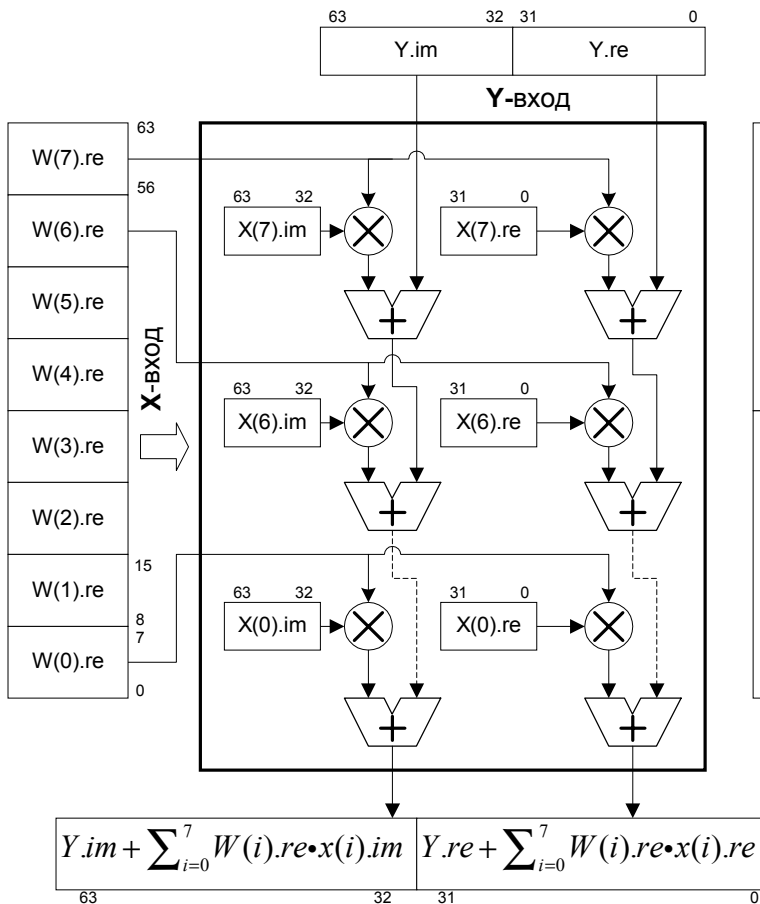 63 32 31 0
Y.im Y.re
Y-вход
63
W(7).re
56
63 32 31 0
X(7).im X(7).re
W(6).re
+ +
W(5).re
X-вход
W(4).re
63 32 31 0
X(6).im X(6).re
W(3).re
+ +
W(2).re
15
W(1).re
8
63 32 31 0
X(0).im X(0).re
7
W(0).re
0
+ +
Y.im + ∑_{i=0}^{7} W(i).re•x(i).im Y.re + ∑_{i=0}^{7} W(i).re•x(i).re
63 32 31 0